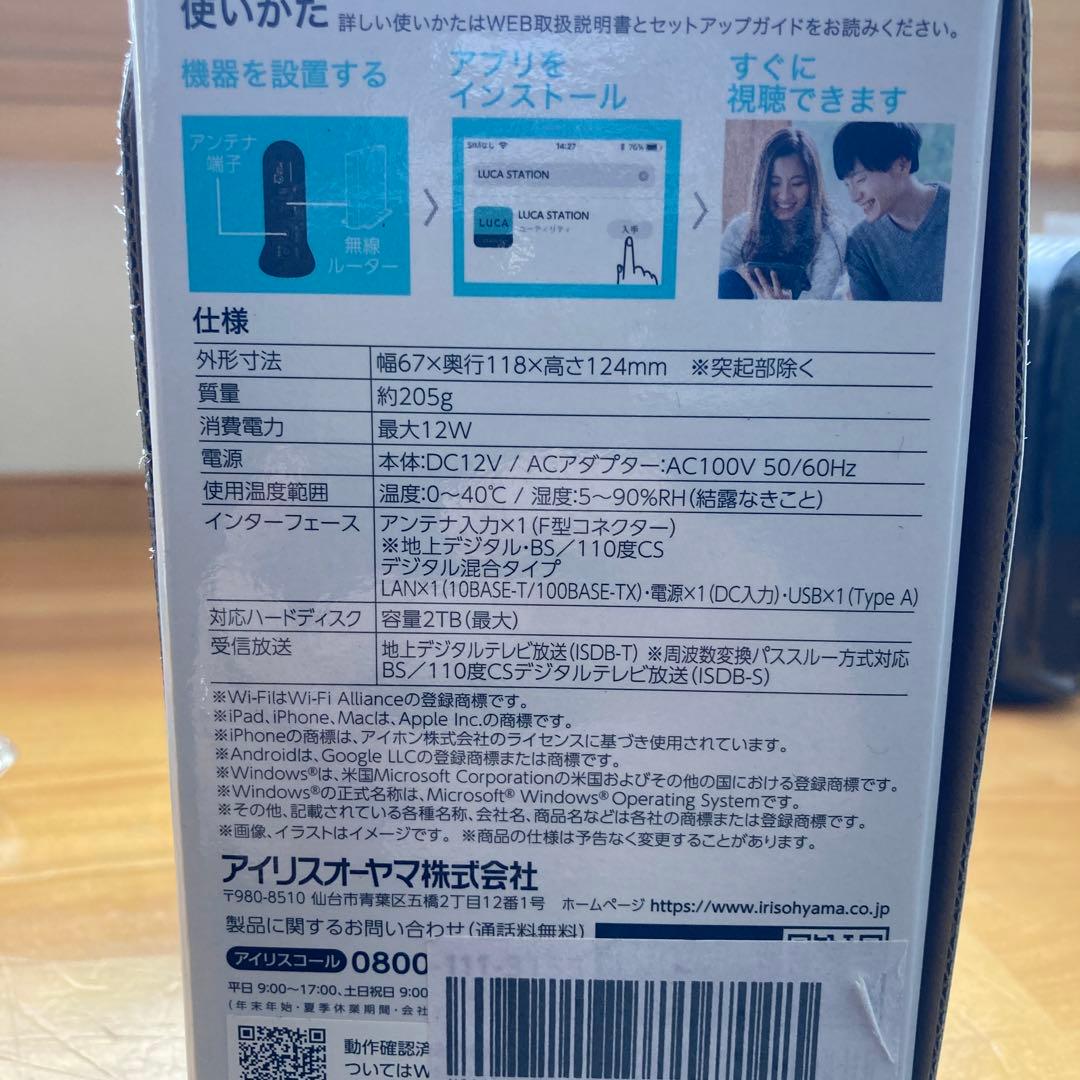 使いかた 詳しい使いかたはWEB取扱説明書とセットアップガイドをお読みください。
機器を設置する
アンテナ
端子
無線
ルーター
アプリを
インストール
SIMなし 14:27 76%
LUCA STATION
LUCA
LUCA STATION
ユーティリティ
入手
すぐに
視聴できます
仕様
外形寸法 幅67×奥行118×高さ124mm ※突起部除く
質量 約205g
消費電力 最大12W
電源 本体:DC12V / ACアダプター:AC100V 50/60Hz
使用温度範囲 温度:0～40℃ / 湿度:5～90%RH(結露なきこと)
インターフェース アンテナ入力×1(F型コネクター)
※地上デジタル・BS／110度CS
デジタル混合タイプ
LAN×1(10BASE-T/100BASE-TX)・電源×1(DC入力)・USB×1(Type A)
対応ハードディスク 容量2TB(最大)
受信放送 地上デジタルテレビ放送(ISDB-T) ※周波数変換パススルー方式対応
BS／110度CSデジタルテレビ放送(ISDB-S)
※Wi-FiはWi-Fi Allianceの登録商標です。
※iPad、iPhone、Macは、Apple Inc.の商標です。
※iPhoneの商標は、アイホン株式会社のライセンスに基づき使用されています。
※Androidは、Google LLCの登録商標または商標です。
※Windows®は、米国Microsoft Corporationの米国およびその他の国における登録商標です。
※Windows®の正式名称は、Microsoft® Windows® Operating Systemです。
※その他、記載されている各種名称、会社名、商品名などは各社の商標または登録商標です。
※画像、イラストはイメージです。 ※商品の仕様は予告なく変更することがあります。
アイリスオーヤマ株式会社
〒980-8510 仙台市青葉区五橋2丁目12番1号 ホームページ https://www.irisohyama.co.jp
製品に関するお問い合わせ(通話料無料)
アイリスコール 0800
平日 9:00～17:00、土日祝日 9:00
(年末年始・夏季休業期間・会社
動作確認済
ついてはW